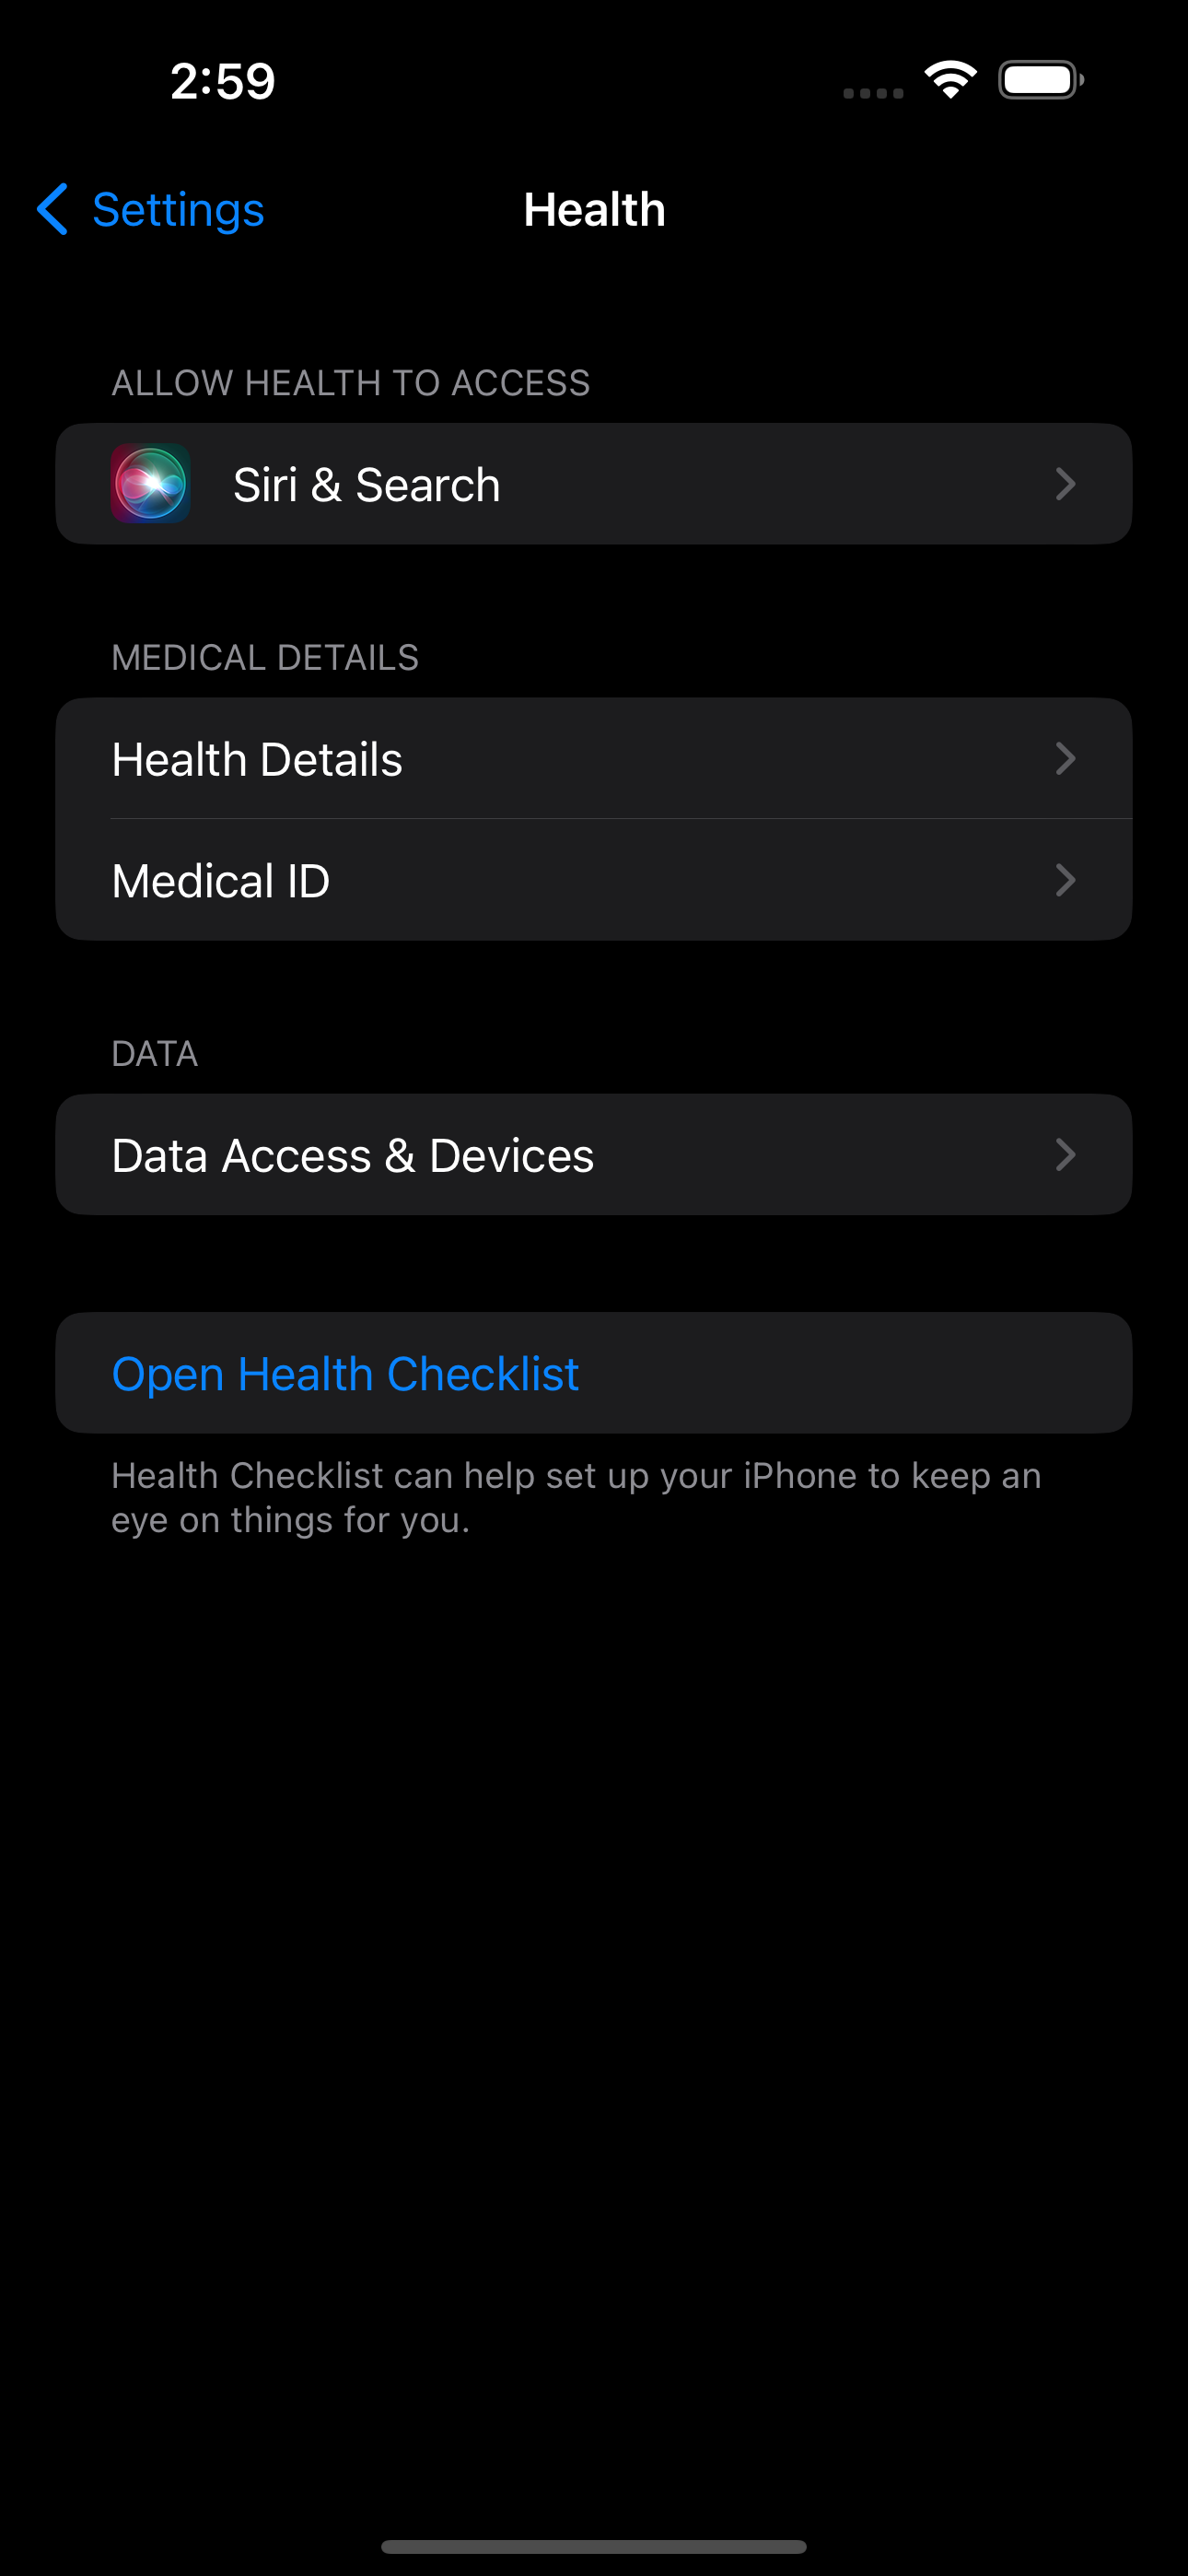 2:59
Settings
Health
ALLOW HEALTH TO ACCESS
Siri & Search
MEDICAL DETAILS
Health Details
Medical ID
DATA
Data Access & Devices
Open Health Checklist
Health Checklist can help set up your iPhone to keep an
eye on things for you.